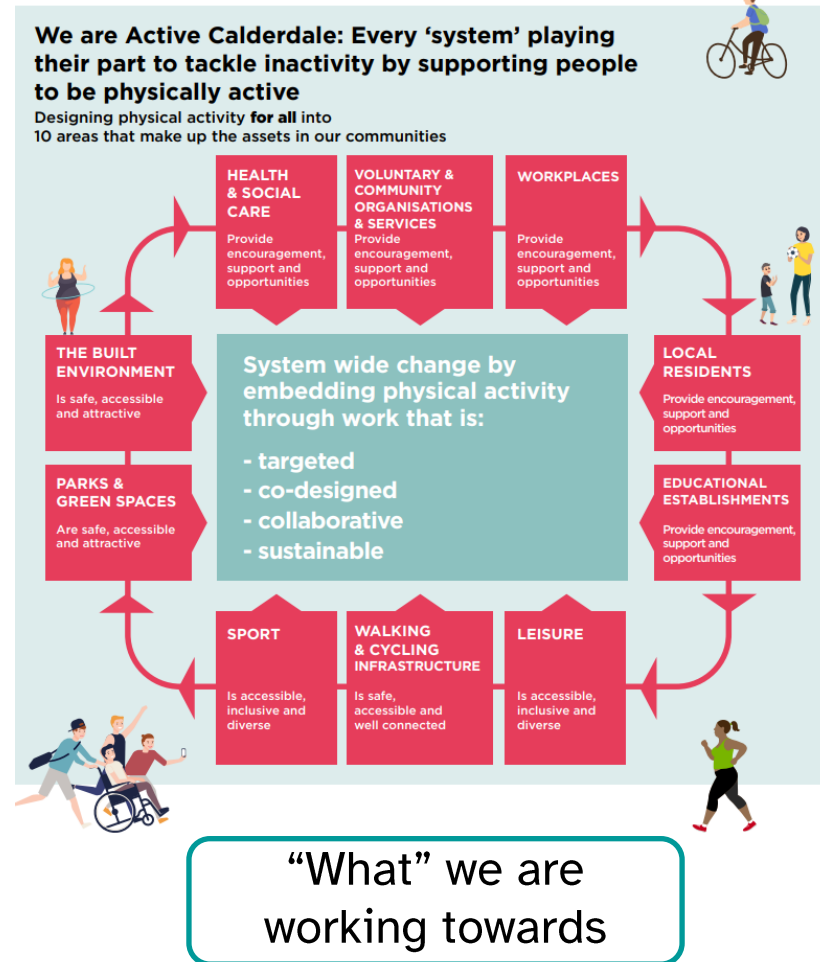 We are Active Calderdale: Every ‘system’ playing
their part to tackle inactivity by supporting people
to be physically active
Designing physical activity for all into
10 areas that make up the assets in our communities
HEALTH
& SOCIAL
CARE
Provide
encouragement,
support and
opportunities
VOLUNTARY &
COMMUNITY
ORGANISATIONS
& SERVICES
Provide
encouragement,
support and
opportunities
WORKPLACES
Provide
encouragement,
support and
opportunities
THE BUILT
ENVIRONMENT
Is safe, accessible
and attractive
System wide change by
embedding physical activity
through work that is:
- targeted
- co-designed
- collaborative
- sustainable
LOCAL
RESIDENTS
Provide encouragement,
support and
opportunities
PARKS &
GREEN SPACES
Are safe, accessible
and attractive
EDUCATIONAL
ESTABLISHMENTS
Provide encouragement,
support and
opportunities
SPORT
Is accessible,
inclusive and
diverse
WALKING
& CYCLING
INFRASTRUCTURE
Is safe,
accessible and
well connected
LEISURE
Is accessible,
inclusive and
diverse
“What” we are
working towards